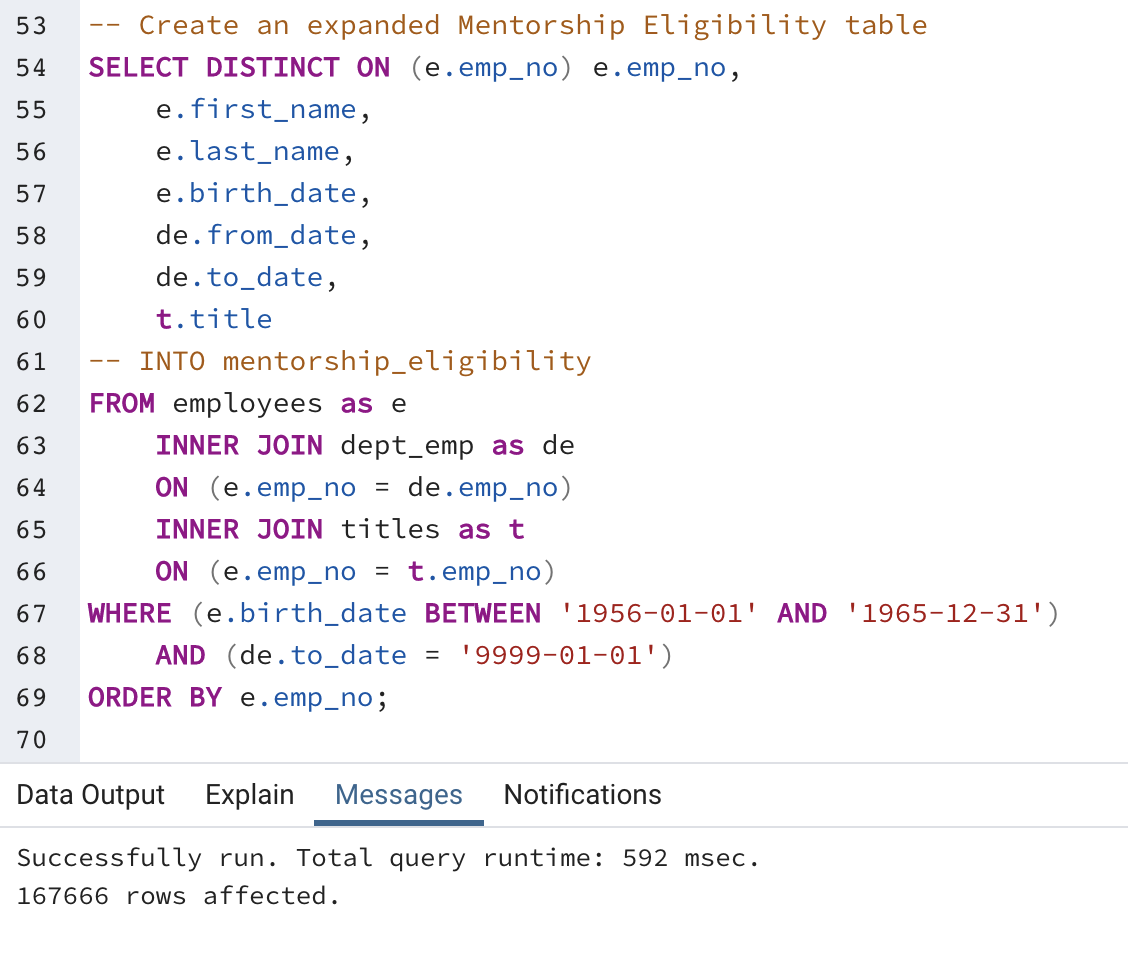 53 -- Create an expanded Mentorship Eligibility table
54 SELECT DISTINCT ON (e.emp_no) e.emp_no,
55     e.first_name,
56     e.last_name,
57     e.birth_date,
58     de.from_date,
59     de.to_date,
60     t.title
61 -- INTO mentorship_eligibility
62 FROM employees as e
63     INNER JOIN dept_emp as de
64     ON (e.emp_no = de.emp_no)
65     INNER JOIN titles as t
66     ON (e.emp_no = t.emp_no)
67 WHERE (e.birth_date BETWEEN '1956-01-01' AND '1965-12-31')
68     AND (de.to_date = '9999-01-01')
69 ORDER BY e.emp_no;
70
Data Output Explain Messages Notifications
Successfully run. Total query runtime: 592 msec.
167666 rows affected.